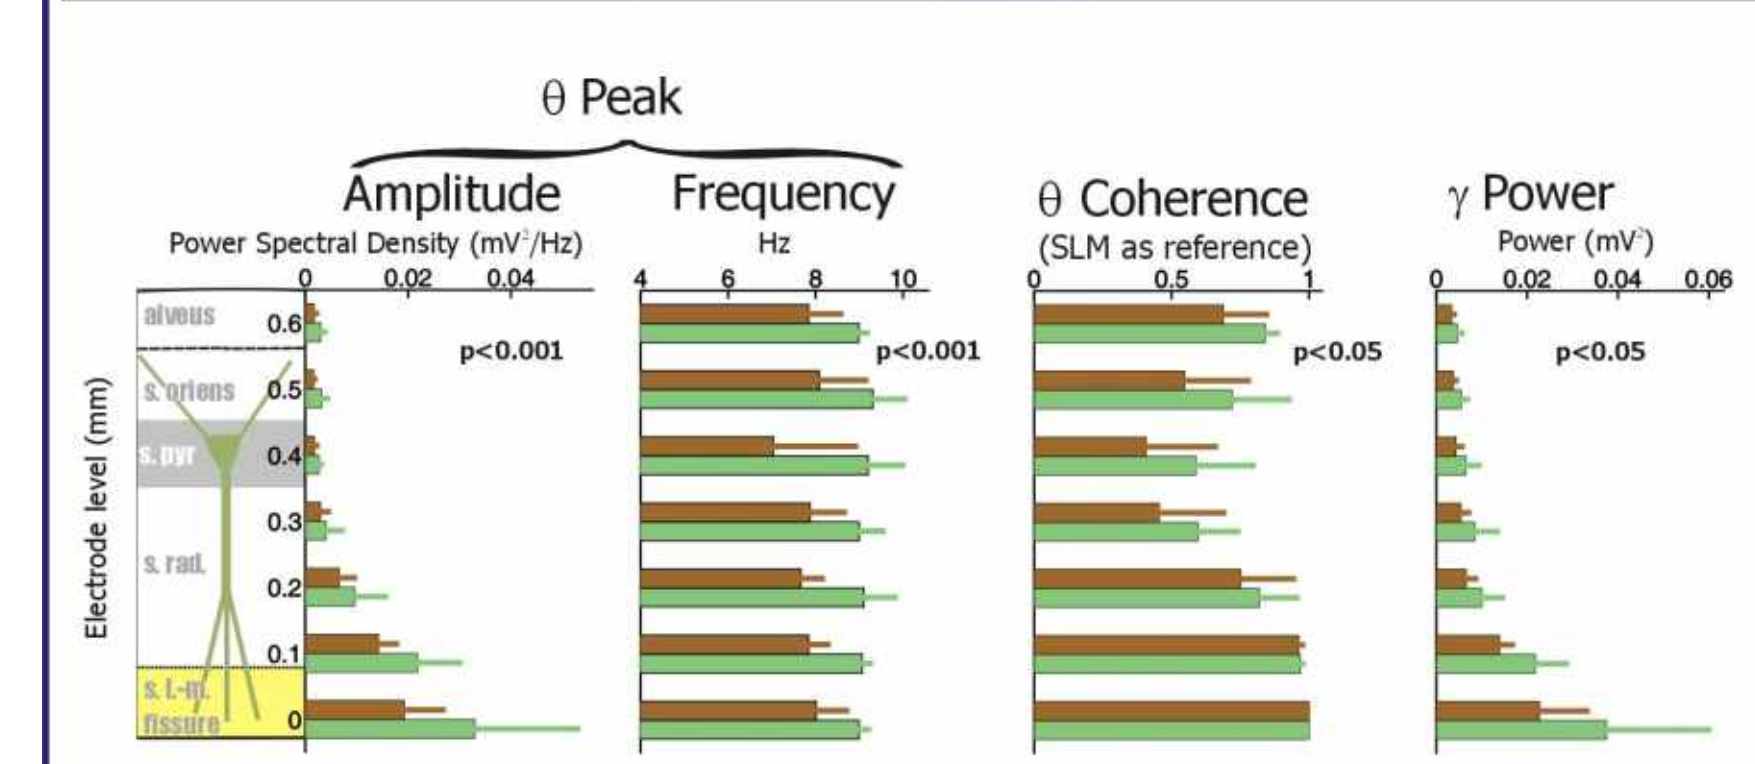 θ Peak
Amplitude Frequency θ Coherence γ Power
Power Spectral Density (mV²/Hz) Hz (SLM as reference) Power (mV²)
0 0.02 0.04 4 6 8 10 0 0.5 1 0 0.02 0.04 0.06
alveus 0.6
p<0.001 p<0.001 p<0.05 p<0.05
s. oriens 0.5
s. pyr 0.4
0.3
s. rad. 0.2
0.1
s. l.-m.
fissure 0
Electrode level (mm)